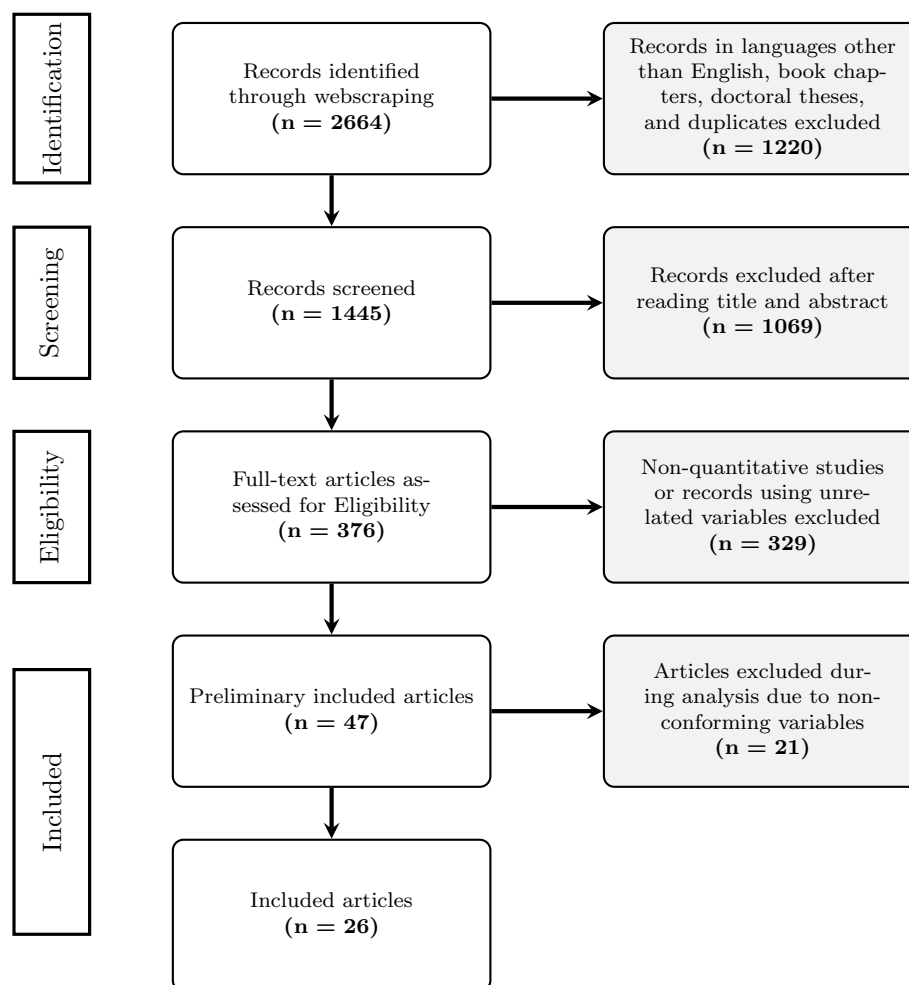 Identification
Records identified
through webscraping
(n = 2664)
Records in languages other
than English, book chap-
ters, doctoral theses,
and duplicates excluded
(n = 1220)
Screening
Records screened
(n = 1445)
Records excluded after
reading title and abstract
(n = 1069)
Eligibility
Full-text articles as-
sessed for Eligibility
(n = 376)
Non-quantitative studies
or records using unre-
lated variables excluded
(n = 329)
Included
Preliminary included articles
(n = 47)
Articles excluded dur-
ing analysis due to non-
conforming variables
(n = 21)
Included articles
(n = 26)